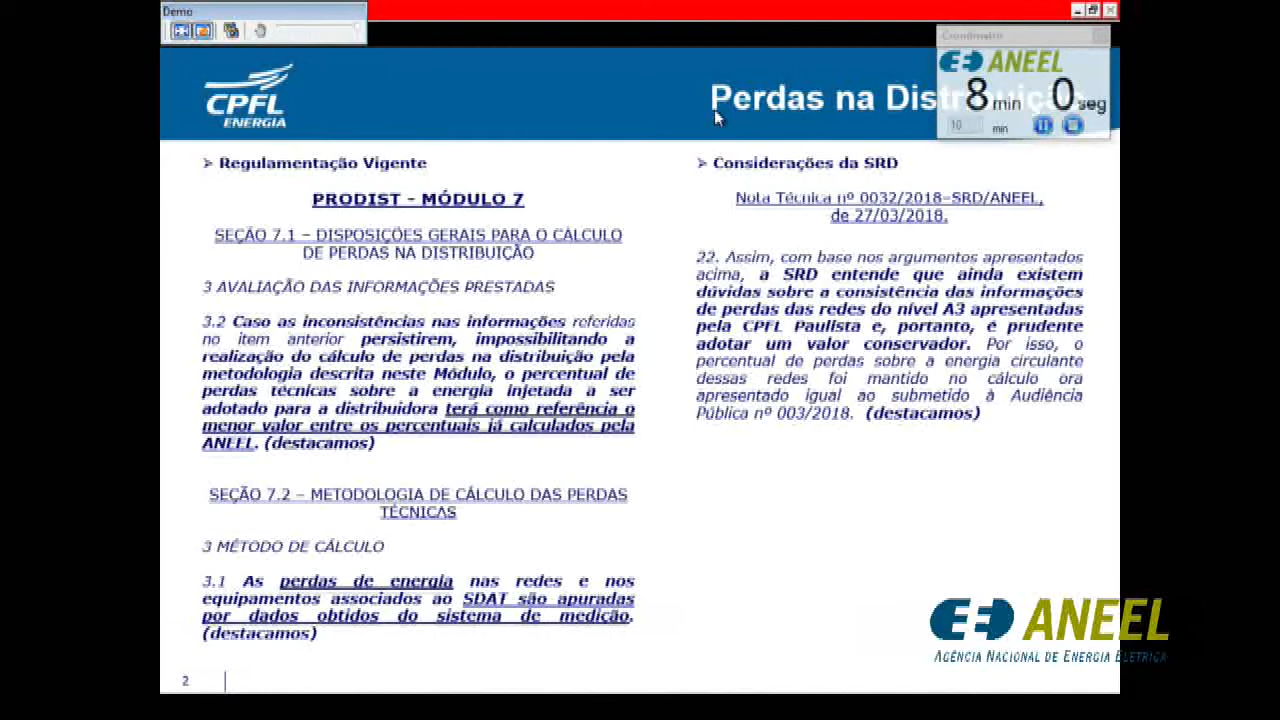 Demo
Cronômetro
ANEEL
8 min 0 seg
10 min
CPFL
ENERGIA
Perdas na Distribuição
➢ Regulamentação Vigente
PRODIST - MÓDULO 7
SEÇÃO 7.1 – DISPOSIÇÕES GERAIS PARA O CÁLCULO
DE PERDAS NA DISTRIBUIÇÃO
3 AVALIAÇÃO DAS INFORMAÇÕES PRESTADAS
3.2 Caso as inconsistências nas informações referidas
no item anterior persistirem, impossibilitando a
realização do cálculo de perdas na distribuição pela
metodologia descrita neste Módulo, o percentual de
perdas técnicas sobre a energia injetada a ser
adotado para a distribuidora terá como referência o
menor valor entre os percentuais já calculados pela
ANEEL. (destacamos)
SEÇÃO 7.2 – METODOLOGIA DE CÁLCULO DAS PERDAS
TÉCNICAS
3 MÉTODO DE CÁLCULO
3.1 As perdas de energia nas redes e nos
equipamentos associados ao SDAT são apuradas
por dados obtidos do sistema de medição.
(destacamos)
➢ Considerações da SRD
Nota Técnica nº 0032/2018–SRD/ANEEL,
de 27/03/2018.
22. Assim, com base nos argumentos apresentados
acima, a SRD entende que ainda existem
dúvidas sobre a consistência das informações
de perdas das redes do nível A3 apresentadas
pela CPFL Paulista e, portanto, é prudente
adotar um valor conservador. Por isso, o
percentual de perdas sobre a energia circulante
dessas redes foi mantido no cálculo ora
apresentado igual ao submetido à Audiência
Pública nº 003/2018. (destacamos)
2
ANEEL
AGÊNCIA NACIONAL DE ENERGIA ELÉTRICA